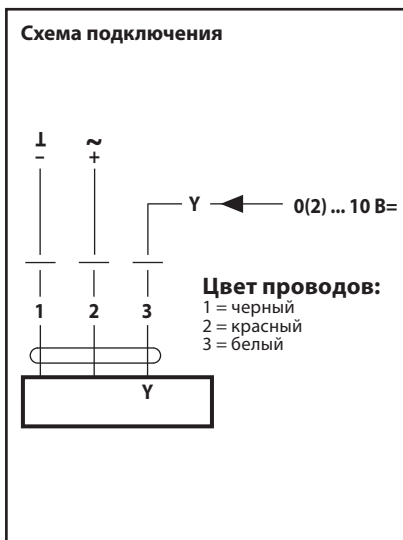 Схема подключения
⊥ ~
– +
Y 0(2) ... 10 В=
Цвет проводов:
1 = черный
2 = красный
3 = белый
1 2 3
Y